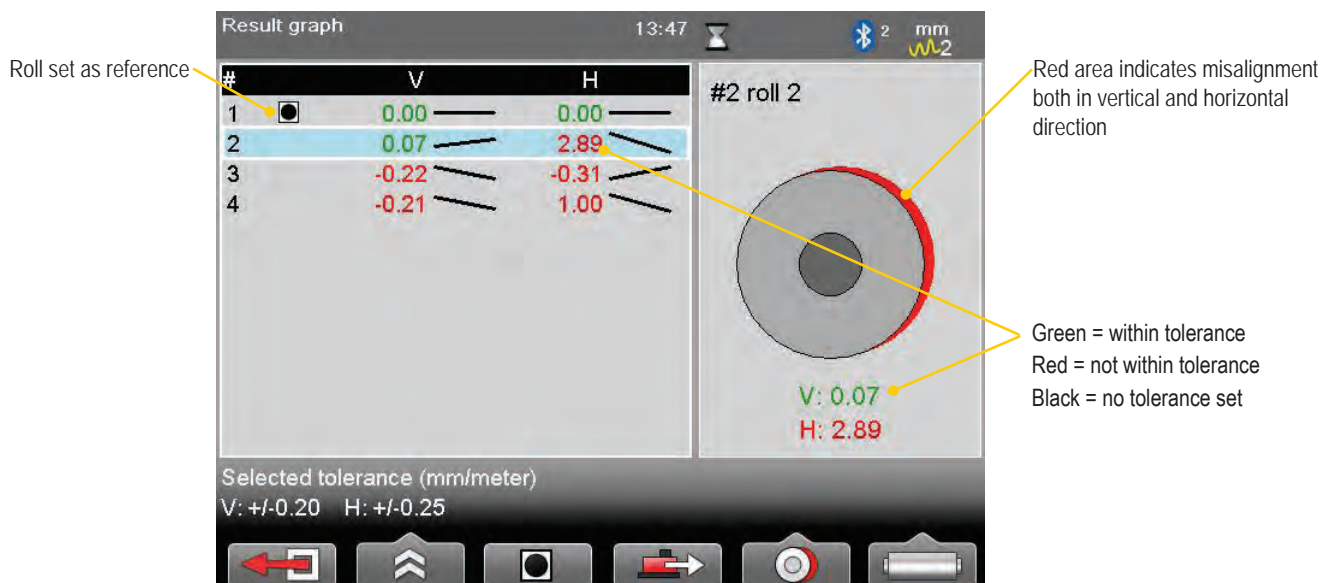 Result graph 13:47 2 mm
2
Roll set as reference
# V H
1 0.00 0.00
2 0.07 2.89
3 -0.22 -0.31
4 -0.21 1.00
#2 roll 2
Red area indicates misalignment
both in vertical and horizontal
direction
V: 0.07
H: 2.89
Green = within tolerance
Red = not within tolerance
Black = no tolerance set
Selected tolerance (mm/meter)
V: +/-0.20 H: +/-0.25